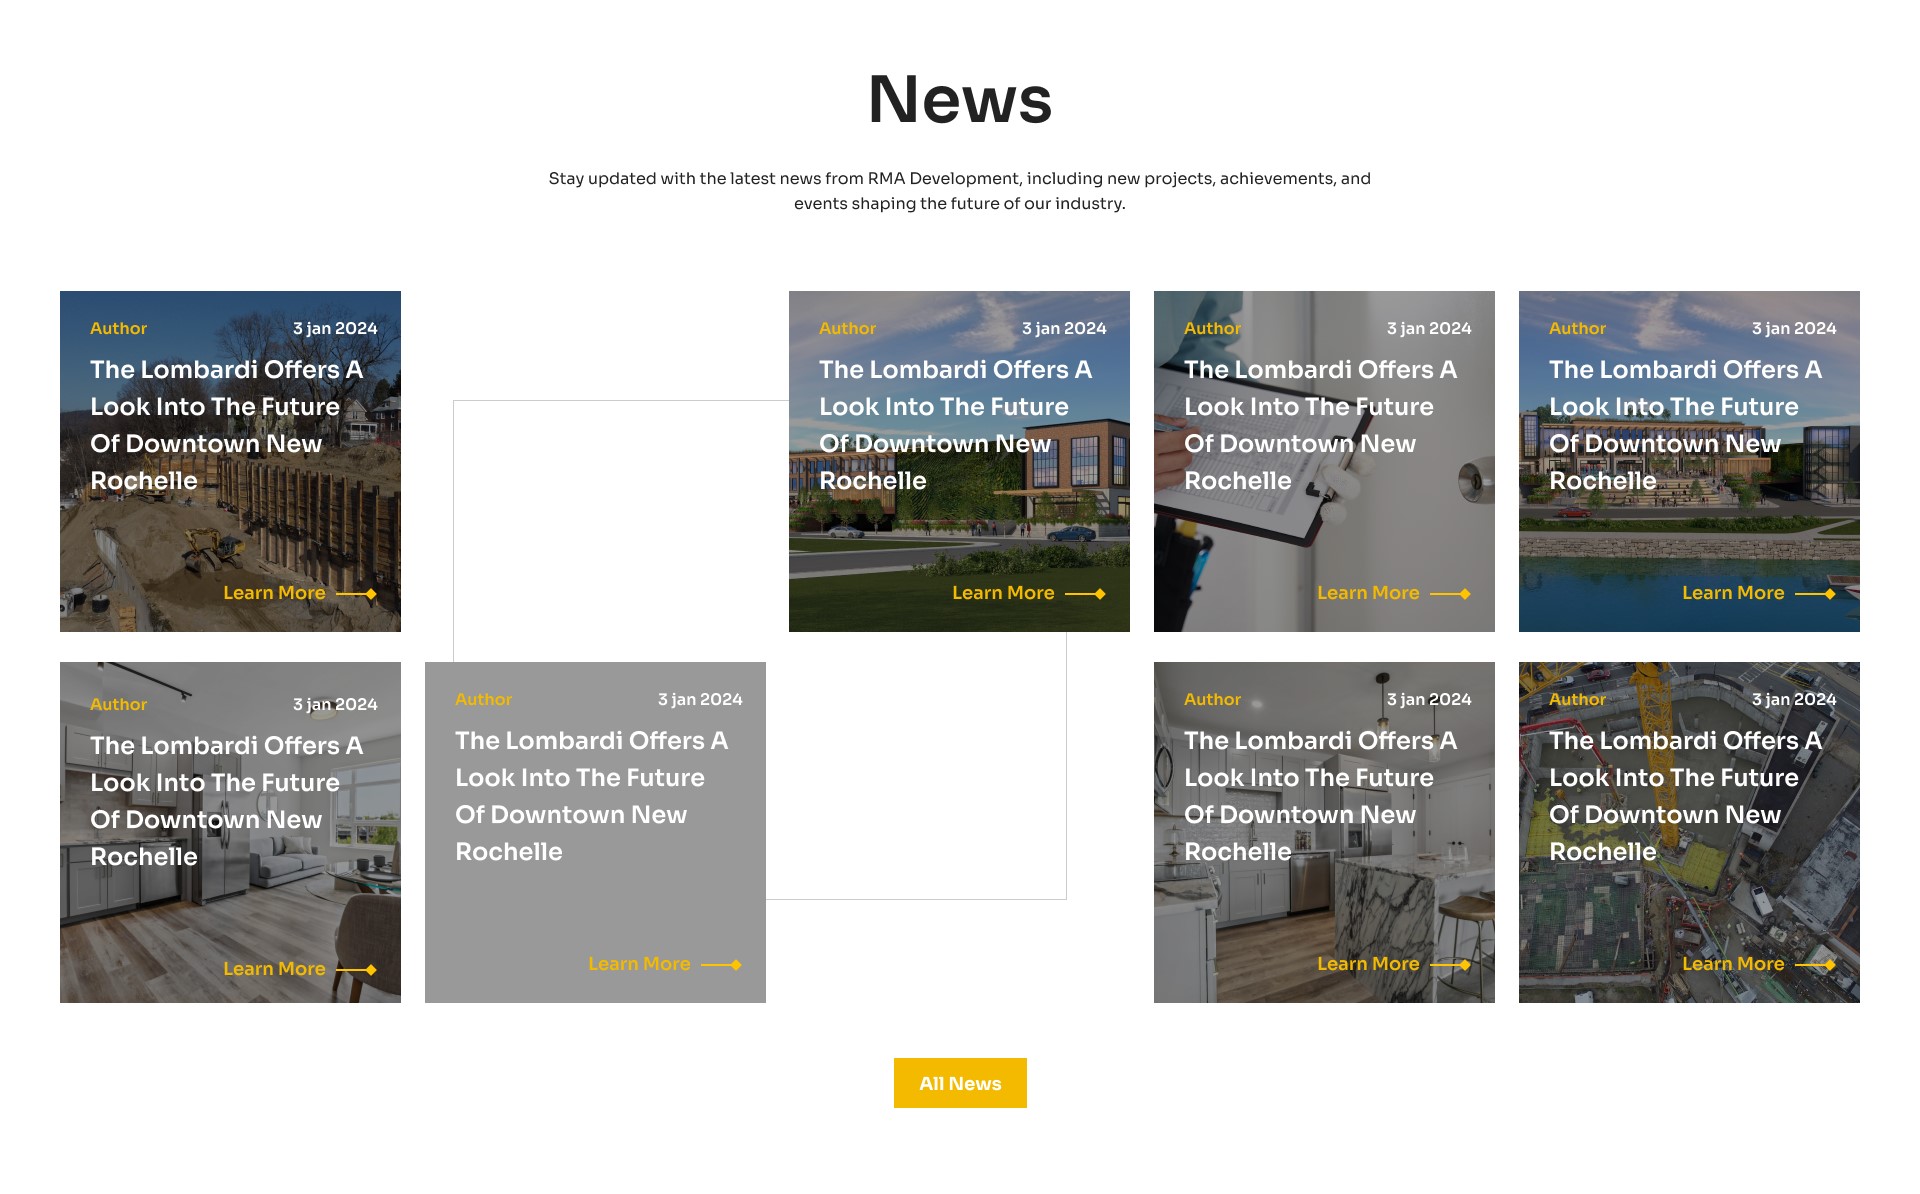 News
Stay updated with the latest news from RMA Development, including new projects, achievements, and
events shaping the future of our industry.
Author
3 jan 2024
The Lombardi Offers A
Look Into The Future
Of Downtown New
Rochelle
Learn More
Author
3 jan 2024
The Lombardi Offers A
Look Into The Future
Of Downtown New
Rochelle
Learn More
Author
3 jan 2024
The Lombardi Offers A
Look Into The Future
Of Downtown New
Rochelle
Learn More
Author
3 jan 2024
The Lombardi Offers A
Look Into The Future
Of Downtown New
Rochelle
Learn More
Author
3 jan 2024
The Lombardi Offers A
Look Into The Future
Of Downtown New
Rochelle
Learn More
Author
3 jan 2024
The Lombardi Offers A
Look Into The Future
Of Downtown New
Rochelle
Learn More
Author
3 jan 2024
The Lombardi Offers A
Look Into The Future
Of Downtown New
Rochelle
Learn More
Author
3 jan 2024
The Lombardi Offers A
Look Into The Future
Of Downtown New
Rochelle
Learn More
All News